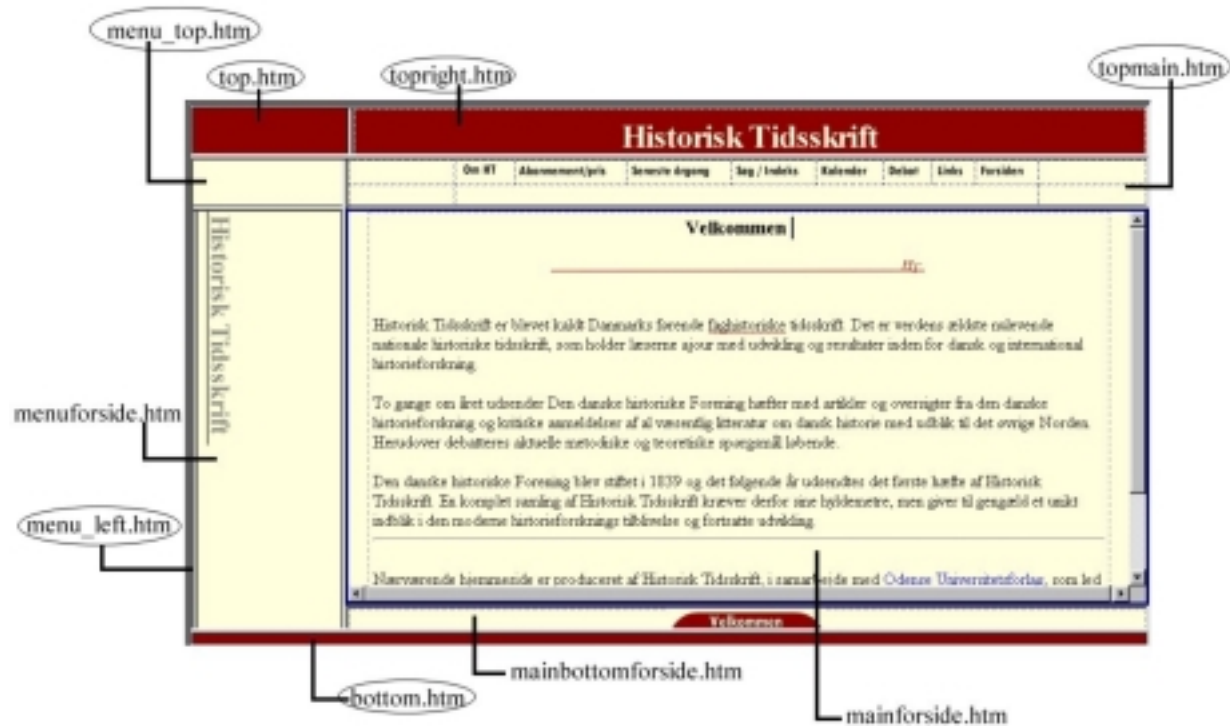 menu_top.htm
top.htm
topright.htm
topmain.htm
Historisk Tidsskrift
Om HT Abonnement/pris Seneste årgang Søg / Indeks Kalender Debat Links Forsiden
Historisk Tidsskrift
Velkommen
HT
Historisk Tidsskrift er blevet kaldt Danmarks førende faghistoriske tidsskrift. Det er verdens ældste nulevende
nationale historiske tidsskrift, som holder læserne ajour med udvikling og resultater inden for dansk og international
historieforskning.
To gange om året udsender Den danske historiske Forening hæfter med artikler og oversigter fra den danske
historieforskning og kritiske anmeldelser af al væsentlig litteratur om dansk historie med udblik til det øvrige Norden.
Herudover debatteres aktuelle metodiske og teoretiske spørgsmål løbende.
Den danske historiske Forening blev stiftet i 1839 og det følgende år udsendtes det første hæfte af Historisk
Tidsskrift. En komplet samling af Historisk Tidsskrift kræver derfor sine hyldemetre, men giver til gengæld et unikt
indblik i den moderne historieforsknings tilblivelse og fortsatte udvikling.
Nærværende hjemmeside er produceret af Historisk Tidsskrift, i samarbejde med Odense Universitetsforlag, som led
Velkommen
menuforside.htm
menu_left.htm
mainbottomforside.htm
bottom.htm
mainforside.htm